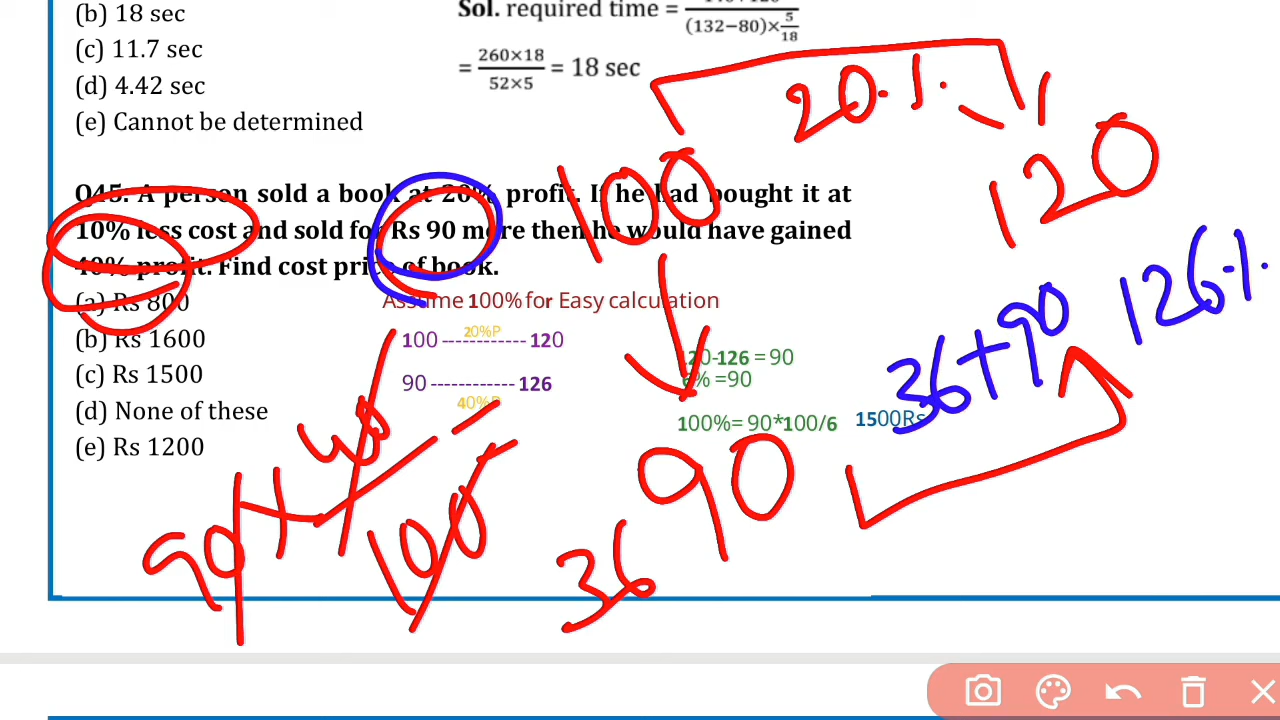 (b) 18 sec
(c) 11.7 sec
(d) 4.42 sec
(e) Cannot be determined
Sol. required time =
(132−80)×5/18
= 260×18/52×5 = 18 sec
20%
100
120
Q45. A person sold a book at 20% profit. If he had bought it at
10% less cost and sold for Rs 90 more then he would have gained
40% profit. Find cost price of book.
(a) Rs 800
(b) Rs 1600
(c) Rs 1500
(d) None of these
(e) Rs 1200
Assume 100% for Easy calculation
20%P
100 ------------ 120
90 ------------ 126
40%P
120-126 = 90
6% =90
100%= 90*100/6
1500Rs
36+90
126%
90
90×40
100
36